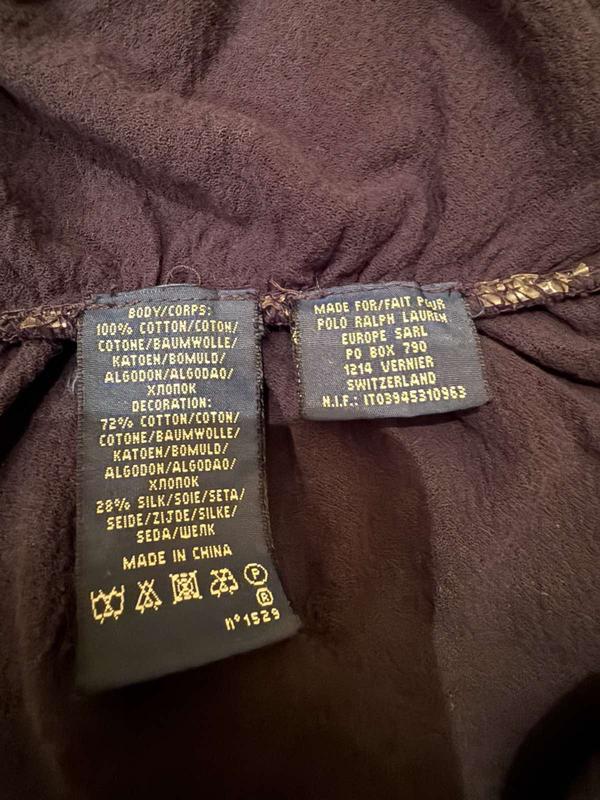 BODY/CORPS:
100% COTTON/COTON/
COTONE/BAUMWOLLE/
KATOEN/BOMULD/
ALGODON/ALGODAO/
ХЛОПОК
DECORATION:
72% COTTON/COTON/
COTONE/BAUMWOLLE/
KATOEN/BOMULD/
ALGODON/ALGODAO/
ХЛОПОК
28% SILK/SOIE/SETA/
SEIDE/ZIJDE/SILKE/
SEDA/ШЕЛК
MADE IN CHINA
P
R
N°1529
MADE FOR/FAIT POUR
POLO RALPH LAUREN
EUROPE SARL
PO BOX 790
1214 VERNIER
SWITZERLAND
N.I.F.: IT03945310963